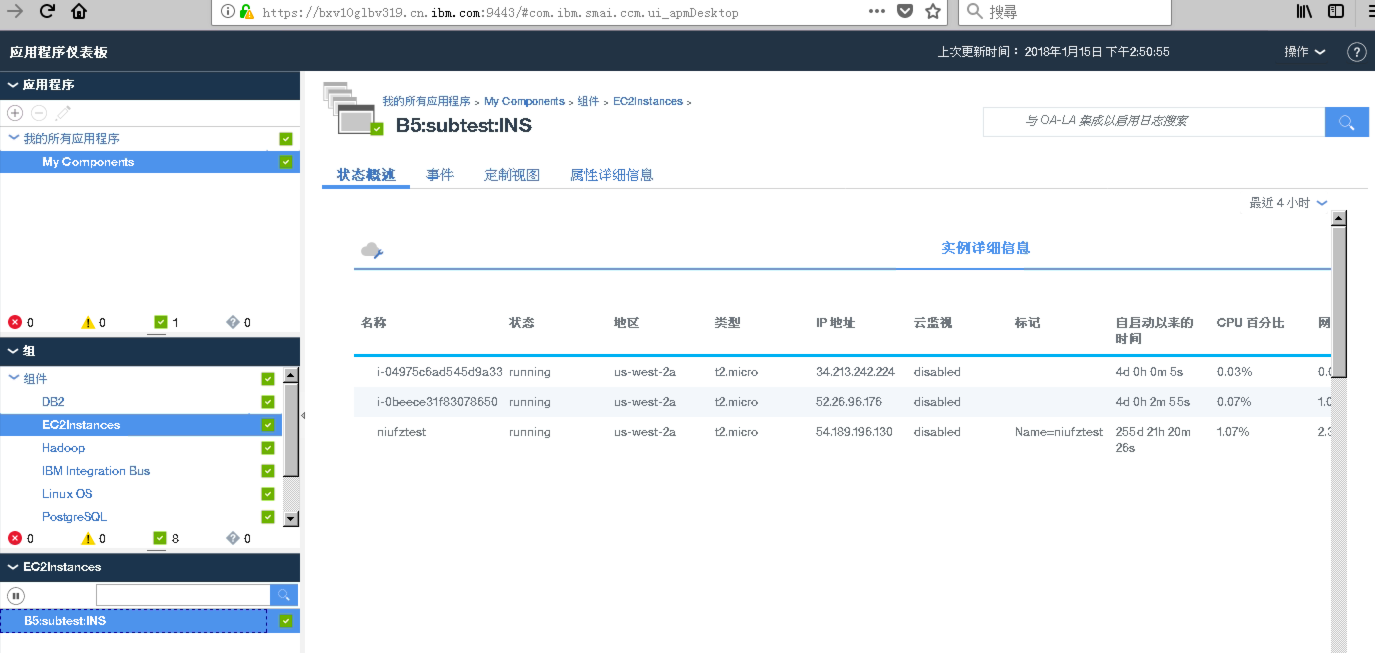 https://bxv10glbv319.cn.ibm.com:9443/#com.ibm.smai.ccm.ui_apmDesktop
搜尋
应用程序仪表板
上次更新时间： 2018年1月15日 下午2:50:55
操作
应用程序
我的所有应用程序
My Components
0 0 1 0
组
组件
DB2
EC2Instances
Hadoop
IBM Integration Bus
Linux OS
PostgreSQL
0 0 8 0
EC2Instances
B5:subtest:INS
我的所有应用程序 > My Components > 组件 > EC2Instances >
B5:subtest:INS
与 OA-LA 集成以启用日志搜索
状态概述 事件 定制视图 属性详细信息
最近 4 小时
实例详细信息
名称 状态 地区 类型 IP 地址 云监视 标记 自启动以来的时间 CPU 百分比 网
i-04975c6ad545d9a33 running us-west-2a t2.micro 34.213.242.224 disabled 4d 0h 0m 5s 0.03% 0.
i-0beece31f83078650 running us-west-2a t2.micro 52.26.96.176 disabled 4d 0h 2m 55s 0.07% 1.
niufztest running us-west-2a t2.micro 54.189.196.130 disabled Name=niufztest 255d 21h 20m 26s 1.07% 2.